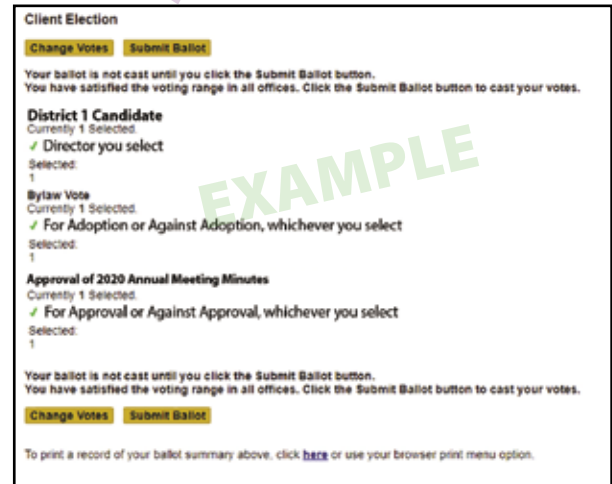 Client Election
Change Votes Submit Ballot
Your ballot is not cast until you click the Submit Ballot button.
You have satisfied the voting range in all offices. Click the Submit Ballot button to cast your votes.
District 1 Candidate
Currently 1 Selected.
✓ Director you select
Selected:
1
EXAMPLE
Bylaw Vote
Currently 1 Selected.
✓ For Adoption or Against Adoption, whichever you select
Selected:
1
Approval of 2020 Annual Meeting Minutes
Currently 1 Selected.
✓ For Approval or Against Approval, whichever you select
Selected:
1
Your ballot is not cast until you click the Submit Ballot button.
You have satisfied the voting range in all offices. Click the Submit Ballot button to cast your votes.
Change Votes Submit Ballot
To print a record of your ballot summary above, click here or use your browser print menu option.